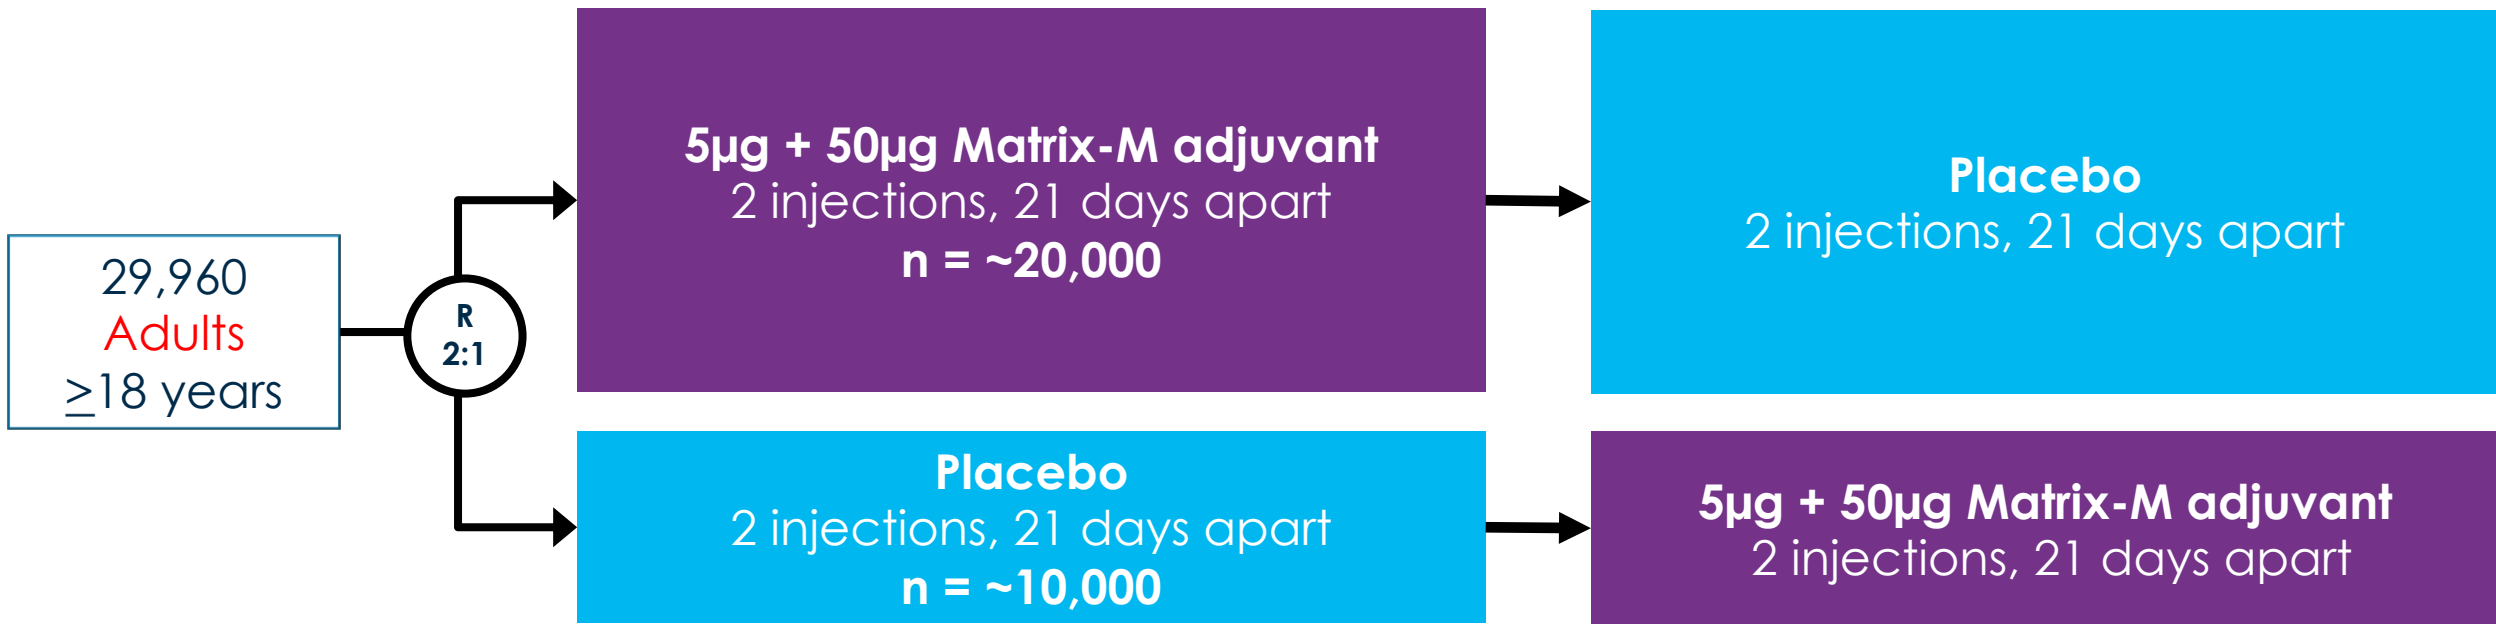 29,960
Adults
>18 years
R
2:1
5µg + 50µg Matrix-M adjuvant
2 injections, 21 days apart
n = ~20,000
Placebo
2 injections, 21 days apart
Placebo
2 injections, 21 days apart
n = ~10,000
5µg + 50µg Matrix-M adjuvant
2 injections, 21 days apart